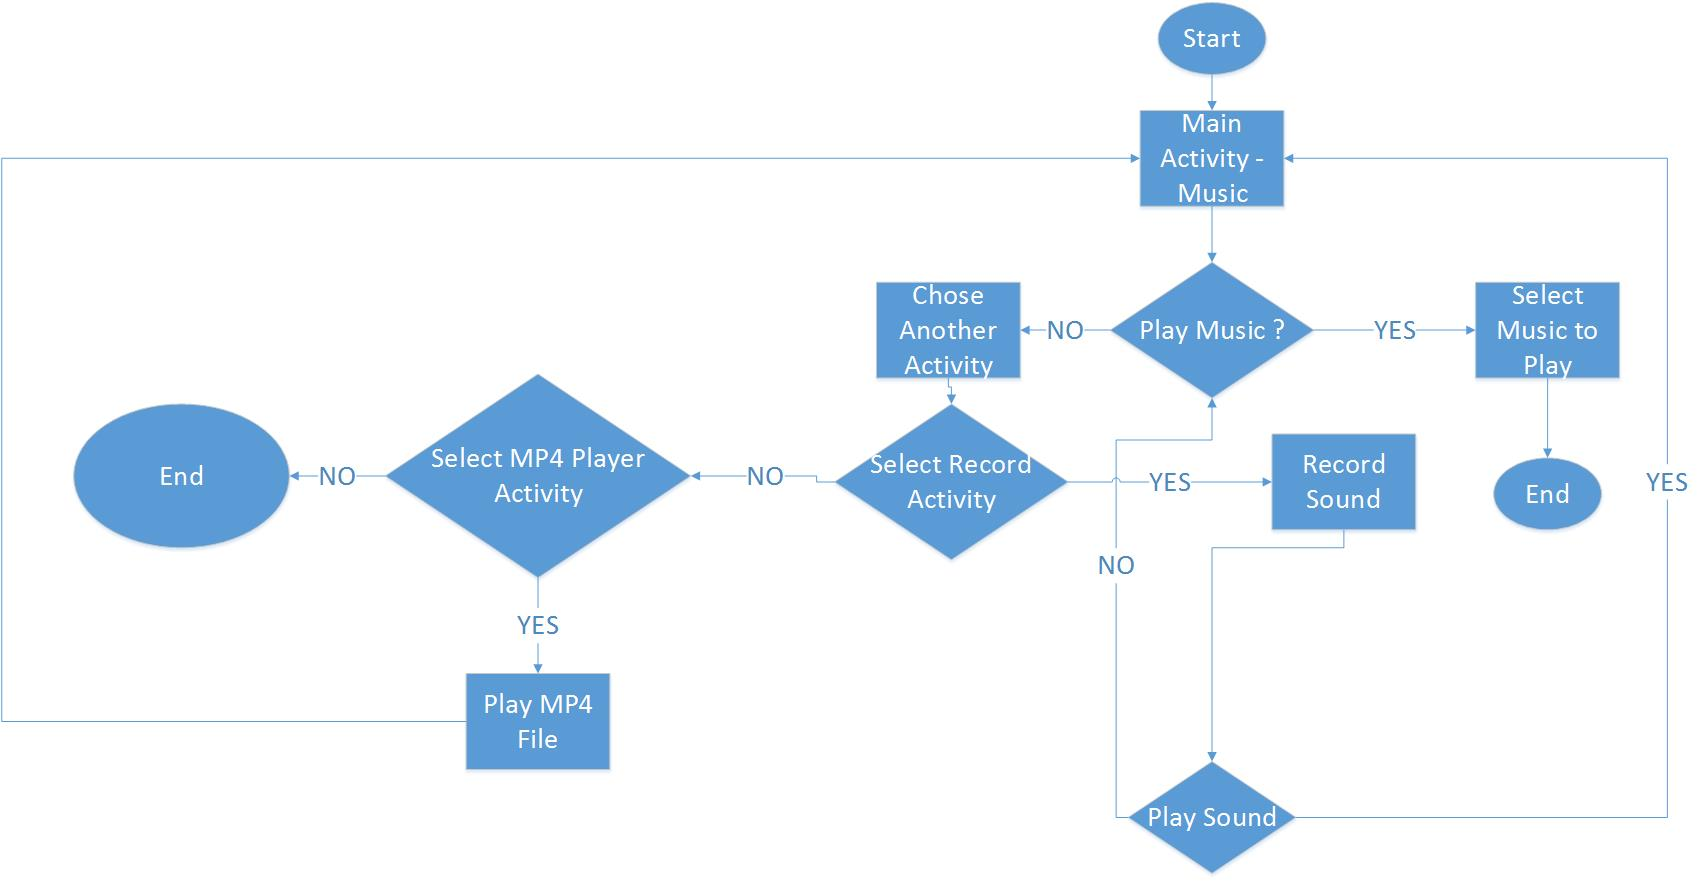 Start
Main
Activity -
Music
Play Music ?
NO
Chose
Another
Activity
YES
Select
Music to
Play
End
Select Record
Activity
YES
Record
Sound
NO
Select MP4 Player
Activity
NO
End
YES
Play MP4
File
NO
Play Sound
YES